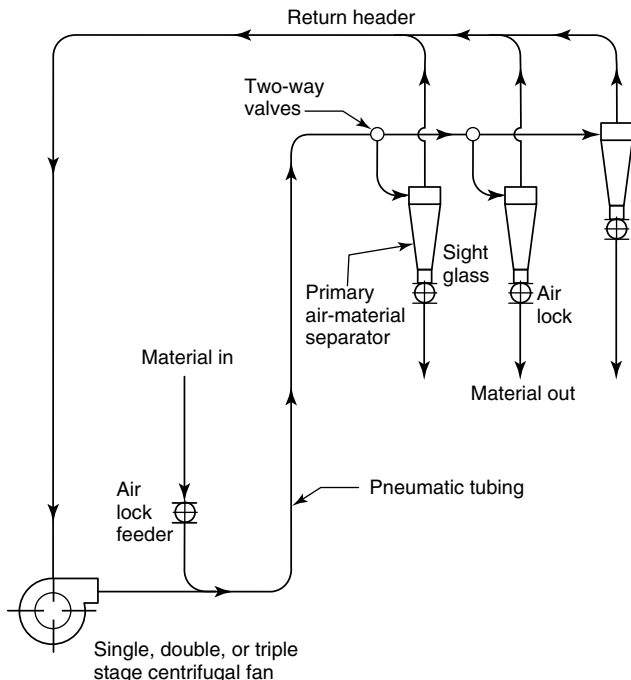 Return header
Two-way
valves
Sight
glass
Primary
air-material
separator
Air
lock
Material in
Material out
Pneumatic tubing
Air
lock
feeder
Single, double, or triple
stage centrifugal fan